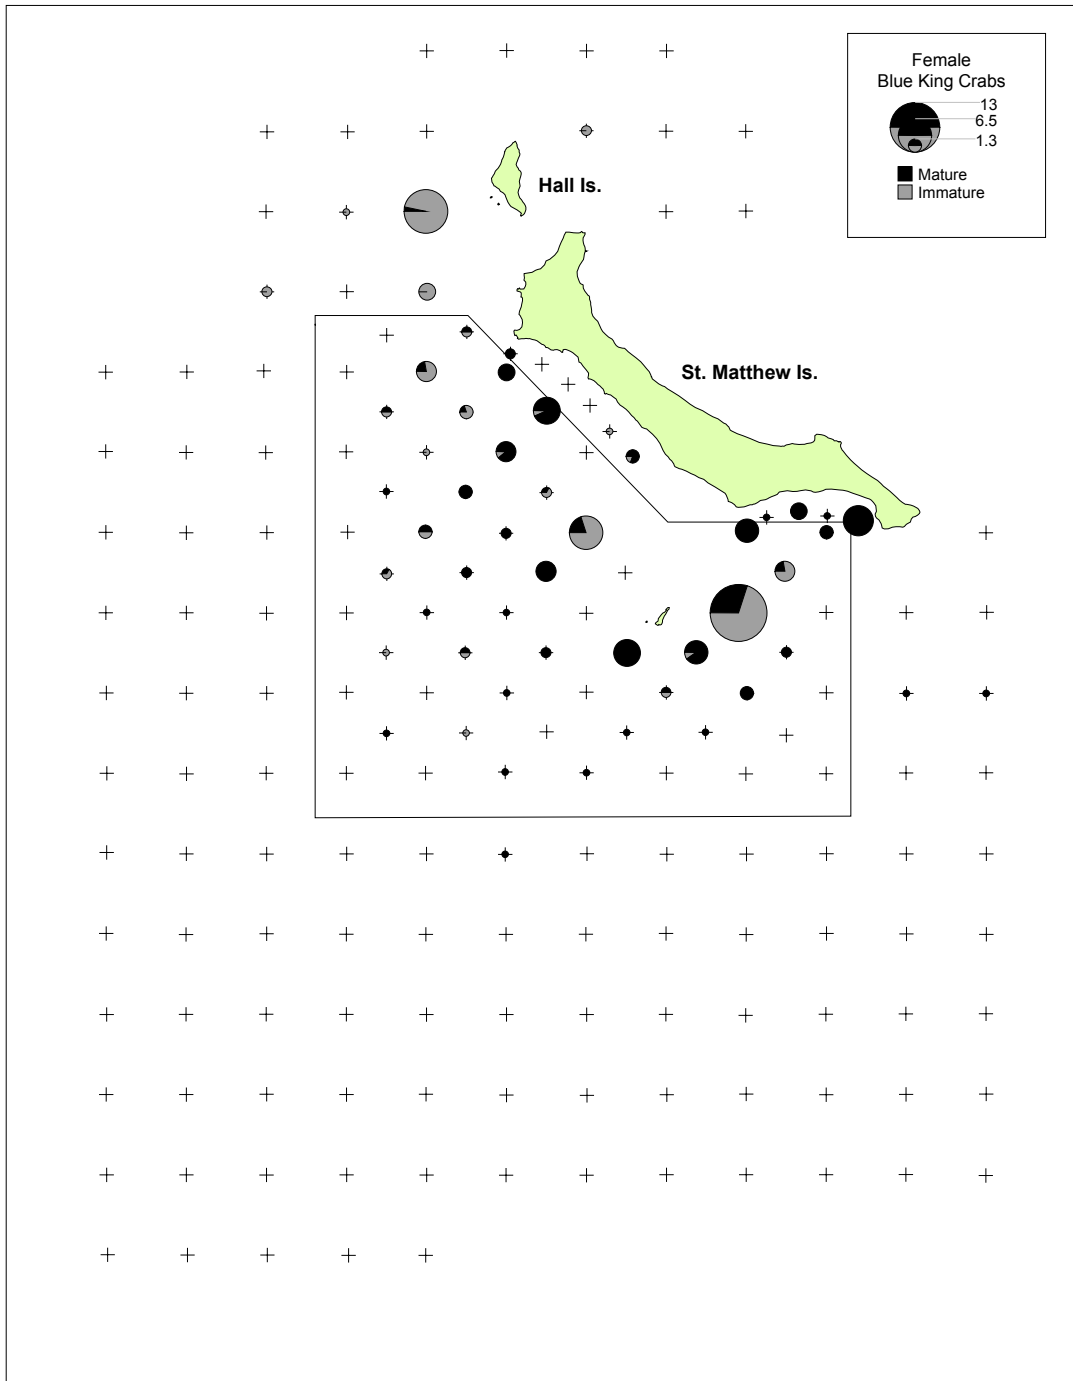 Female
Blue King Crabs
13
6.5
1.3
Mature
Immature
Hall Is.
St. Matthew Is.